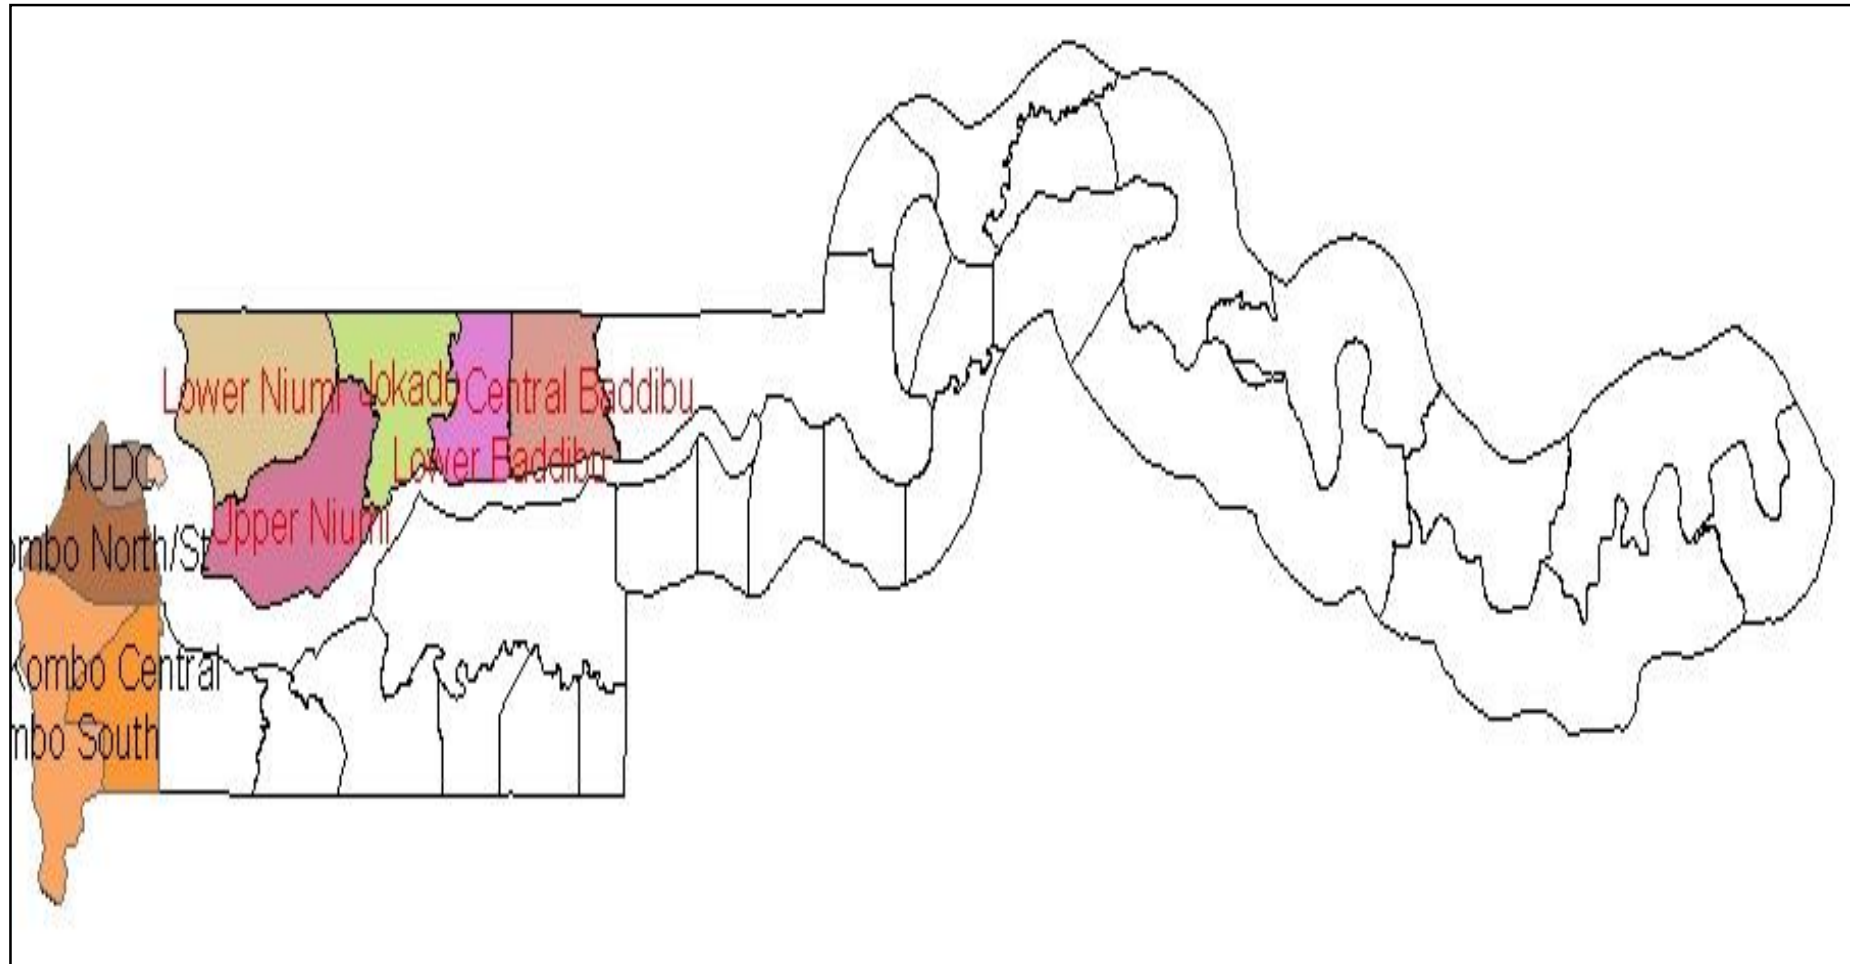 Lower Niumi
Jokadu
Central Baddibu
Lower Baddibu
KUDC
Upper Niumi
ombo North/St
Kombo Central
mbo South